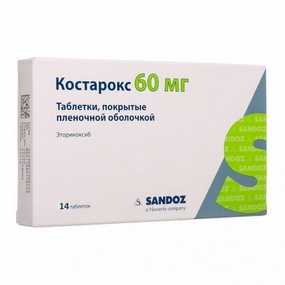 Костарокс 60 мг
Таблетки, покрытые
пленочной оболочкой
Эторикоксиб
14 таблеток
SANDOZ
a Novartis company
SANDOZ